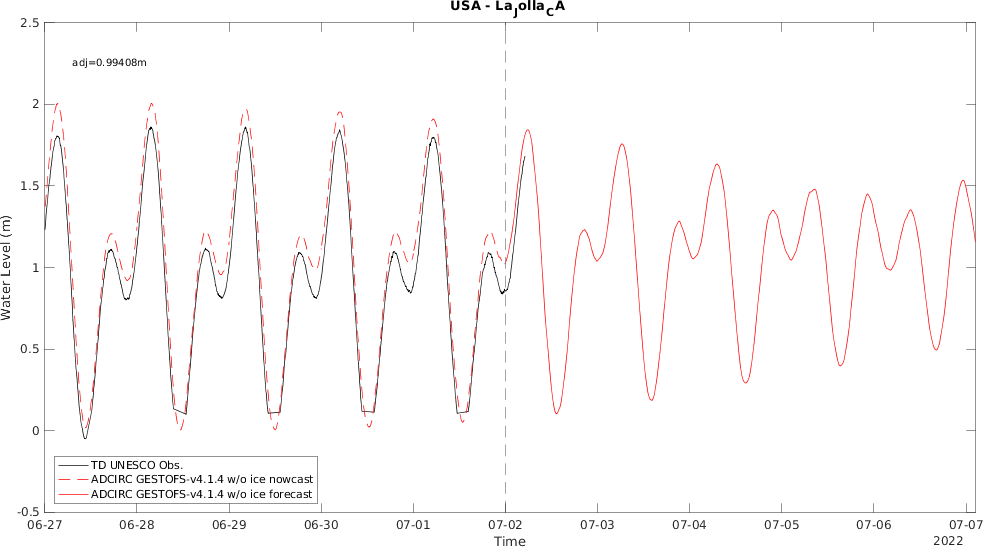 USA - LaJollaCA
adj=0.99408m
2.5
2
1.5
1
0.5
0
-0.5
Water Level (m)
TD UNESCO Obs.
ADCIRC GESTOFS-v4.1.4 w/o ice nowcast
ADCIRC GESTOFS-v4.1.4 w/o ice forecast
06-27 06-28 06-29 06-30 07-01 07-02 07-03 07-04 07-05 07-06 07-07
Time
2022